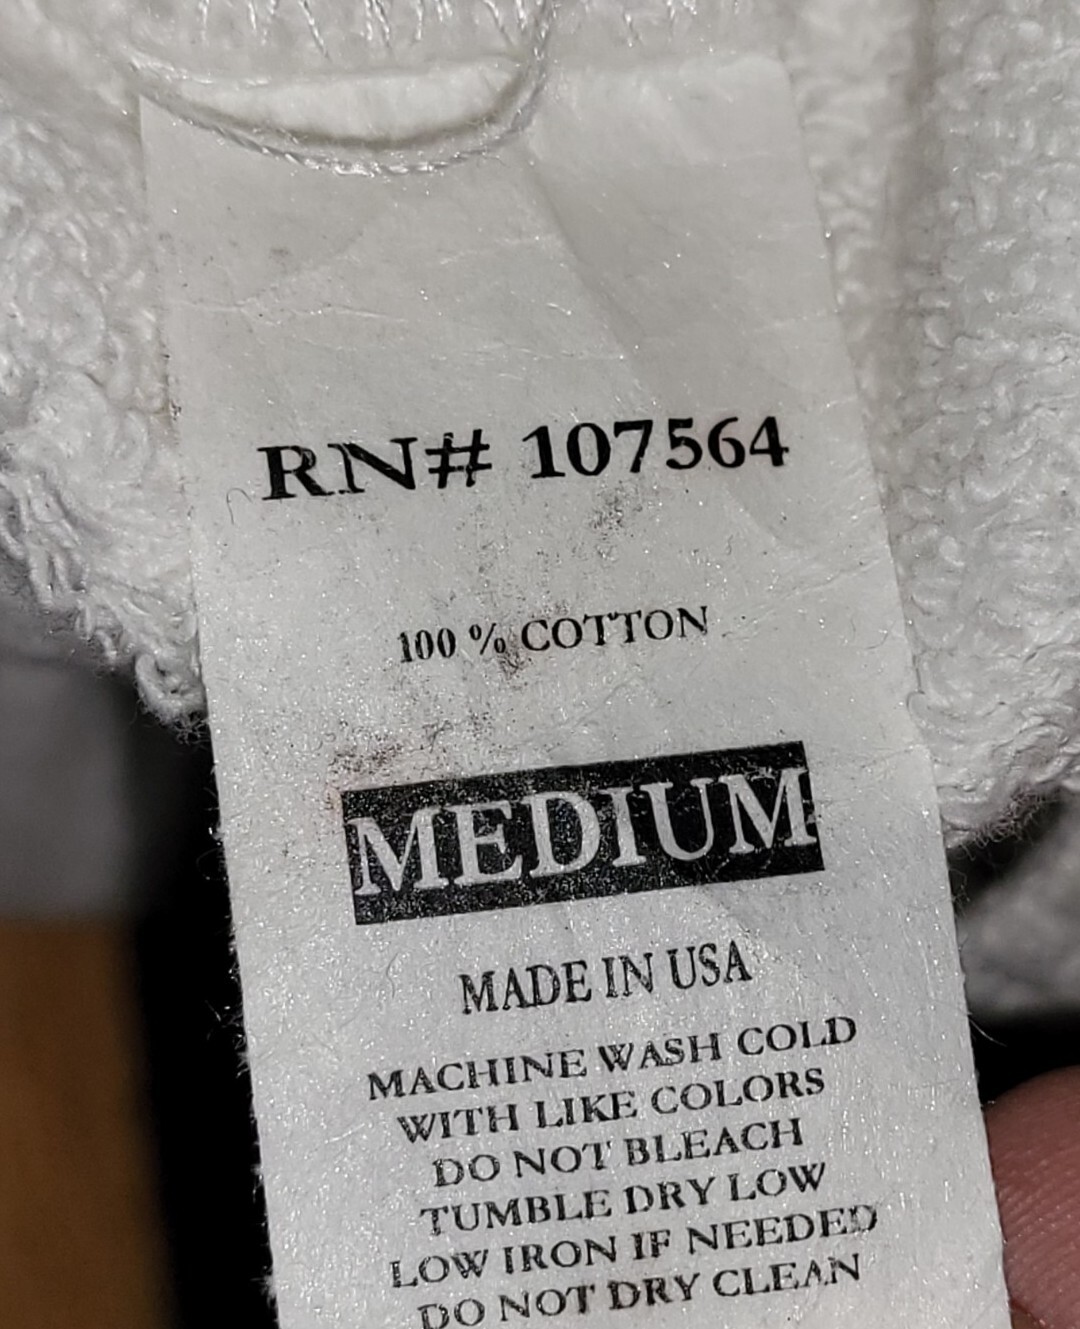 RN# 107564
100 % COTTON
MEDIUM
MADE IN USA
MACHINE WASH COLD
WITH LIKE COLORS
DO NOT BLEACH
TUMBLE DRY LOW
LOW IRON IF NEEDED
DO NOT DRY CLEAN